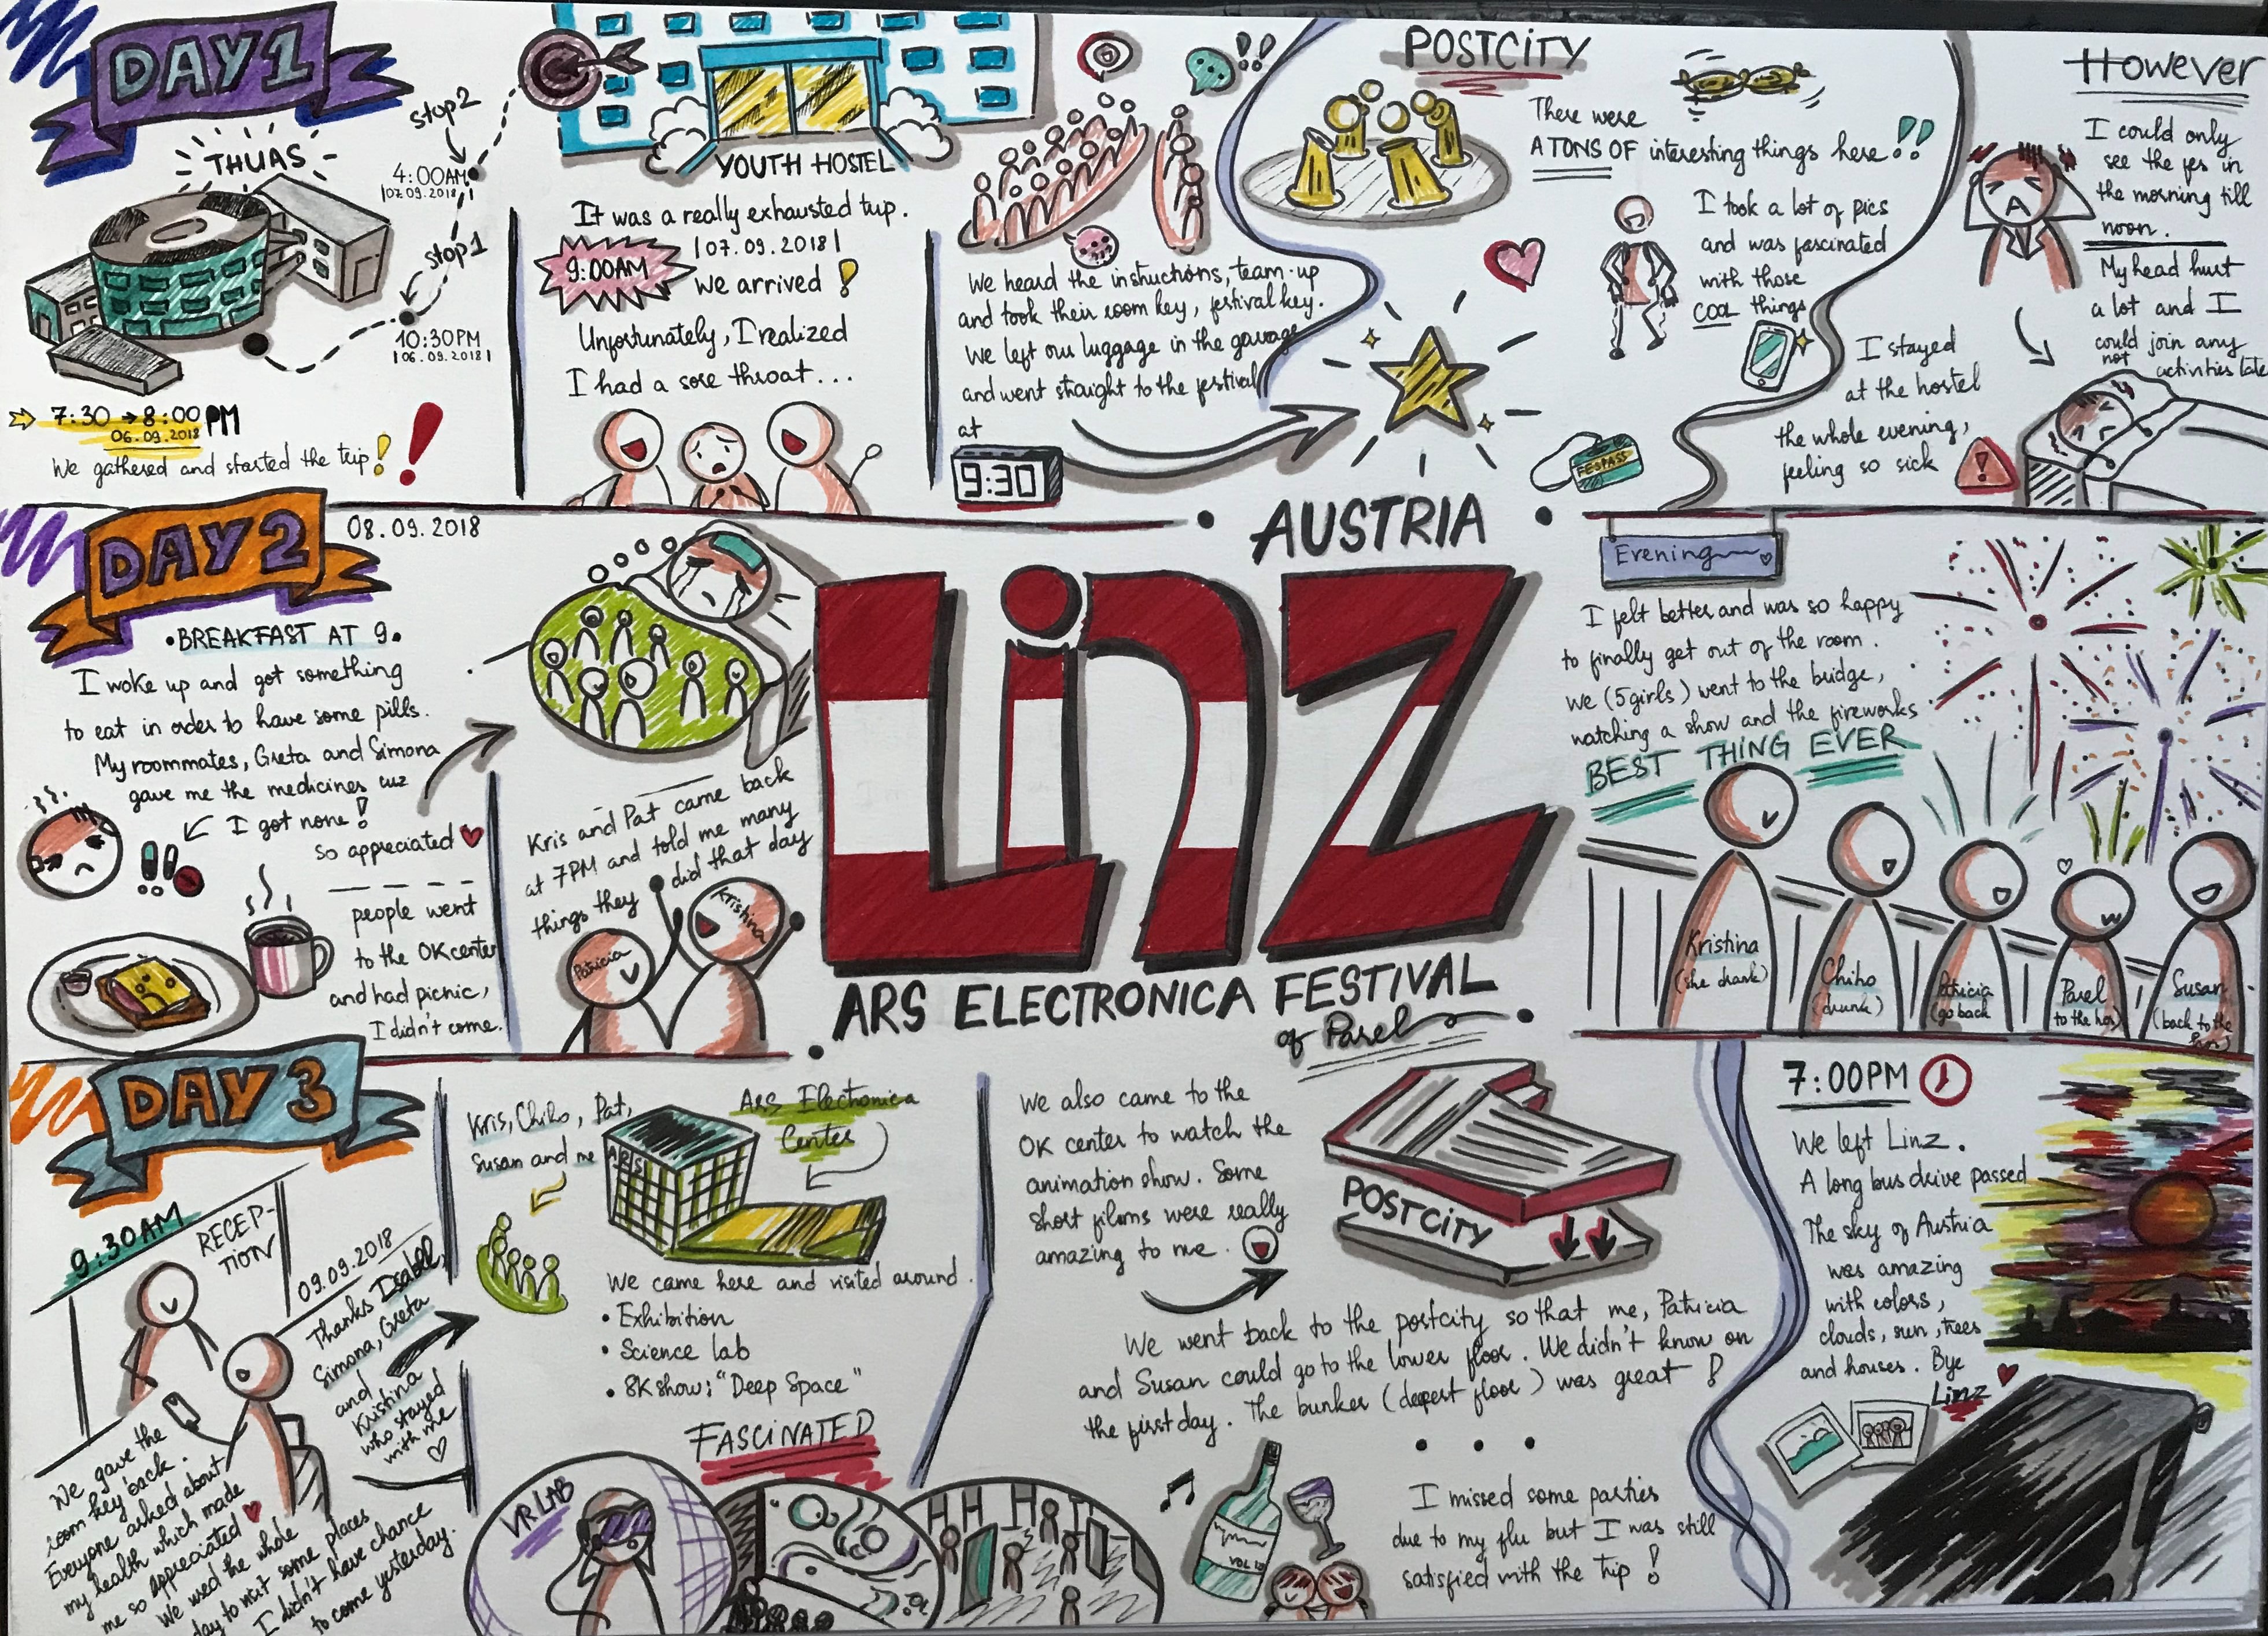 DAY 1
THUAS
stop 2
4:00AM
|07.09.2018|
stop 1
10:30PM
|06.09.2018|
7:30 → 8:00 PM
06.09.2018
We gathered and started the trip!
YOUTH HOSTEL
It was a really exhausted trip.
9:00AM
|07.09.2018|
We arrived!
Unfortunately, I realized
I had a sore throat...
We heard the instructions, team-up
and took their room key, festival key.
We left our luggage in the garage
and went straight to the festival
at
9:30
POSTCITY
There were
A TONS OF interesting things here!!
I took a lot of pics
and was fascinated
with those
COOL things
FESPASS
However
I could only
see the fes in
the morning till
noon.
My head hurt
a lot and I
could join any
not
activities late
I stayed
at the hostel
the whole evening,
feeling so sick
DAY 2
08.09.2018
•BREAKFAST AT 9.
I woke up and got something
to eat in order to have some pills.
My roommates, Greta and Simona
gave me the medicines cuz
I got none!
so appreciated
people went
to the OK center
and had picnic,
I didn't come.
Kris and Pat came back
at 7PM and told me many
things they did that day
Patricia
Kristina
AUSTRIA
LinZ
ARS ELECTRONICA FESTIVAL
of Parel
Evening
I felt better and was so happy
to finally get out of the room.
We (5 girls) went to the bridge,
watching a show and the fireworks
BEST THING EVER
Kristina
(she drank)
Chiho
(drunk)
Patricia
(go back
Parel
to the hos)
Susan
(back to the
DAY 3
9:30AM
RECEP-
TION
09.09.2018
Thanks Isabel,
Simona, Greta
and
Kristina
who stayed
with me
We gave the
room key back.
Everyone asked about
my health which made
me so appreciated
We used the whole
day to visit some places
I didn't have chance
to come yesterday.
Kris, Chiho, Pat,
Susan and me
ARS
Ars Electronica
Center
We came here and visited around.
• Exhibition
• Science lab
• 8K show: "Deep Space"
FASCINATED
VR LAB
We also came to the
OK center to watch the
animation show. Some
short films were really
amazing to me.
POSTCITY
We went back to the postcity so that me, Patricia
and Susan could go to the lower floor. We didn't know on
the first day. The bunker (deepest floor) was great!
I missed some parties
due to my flu but I was still
satisfied with the trip!
7:00PM
We left Linz.
A long bus drive passed
The sky of Austria
was amazing
with colors,
clouds, sun, trees
and houses. Bye
Linz